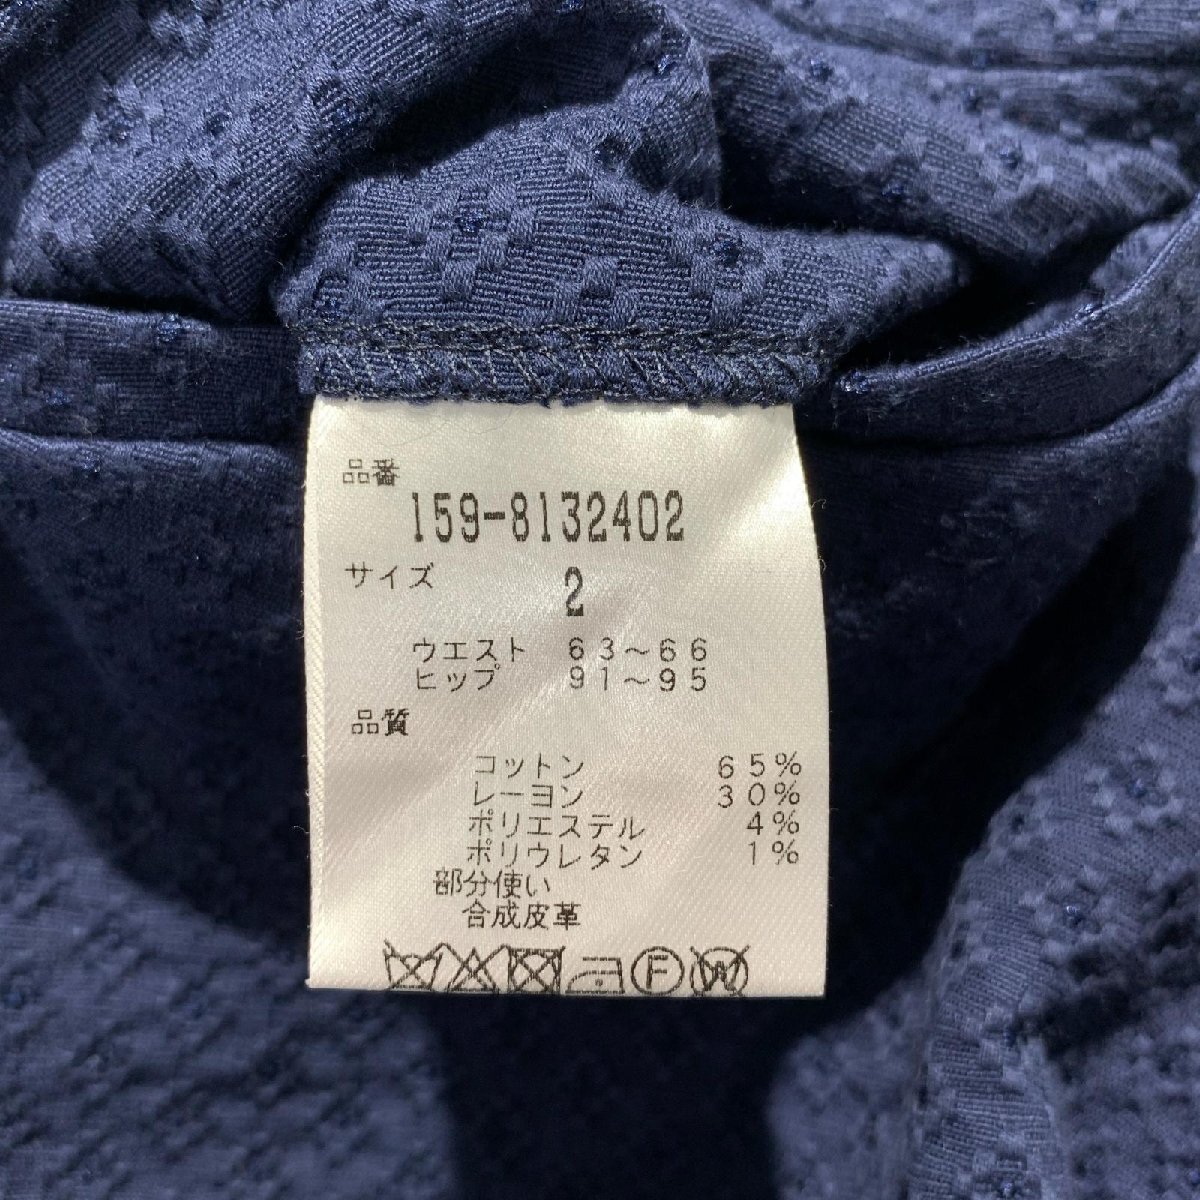 品番
159-8132402
サイズ 2
ウエスト 63～66
ヒップ 91～95
品質
コットン 65%
レーヨン 30%
ポリエステル 4%
ポリウレタン 1%
部分使い
合成皮革
F W